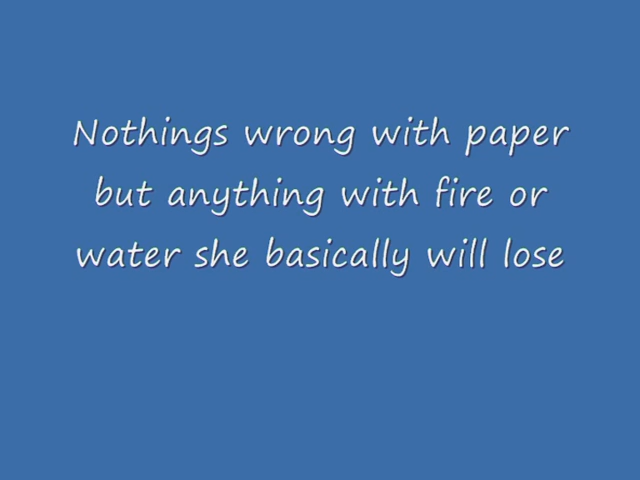 Nothings wrong with paper
but anything with fire or
water she basically will lose